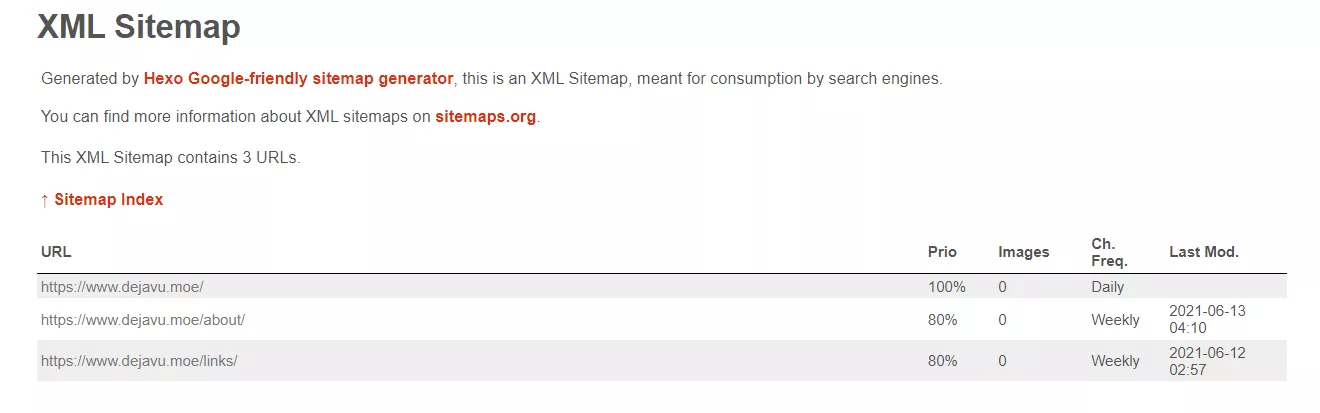 XML Sitemap
Generated by Hexo Google-friendly sitemap generator, this is an XML Sitemap, meant for consumption by search engines.
You can find more information about XML sitemaps on sitemaps.org.
This XML Sitemap contains 3 URLs.
↑ Sitemap Index
URL Prio Images Ch. Freq. Last Mod.
https://www.dejavu.moe/ 100% 0 Daily
https://www.dejavu.moe/about/ 80% 0 Weekly 2021-06-13 04:10
https://www.dejavu.moe/links/ 80% 0 Weekly 2021-06-12 02:57